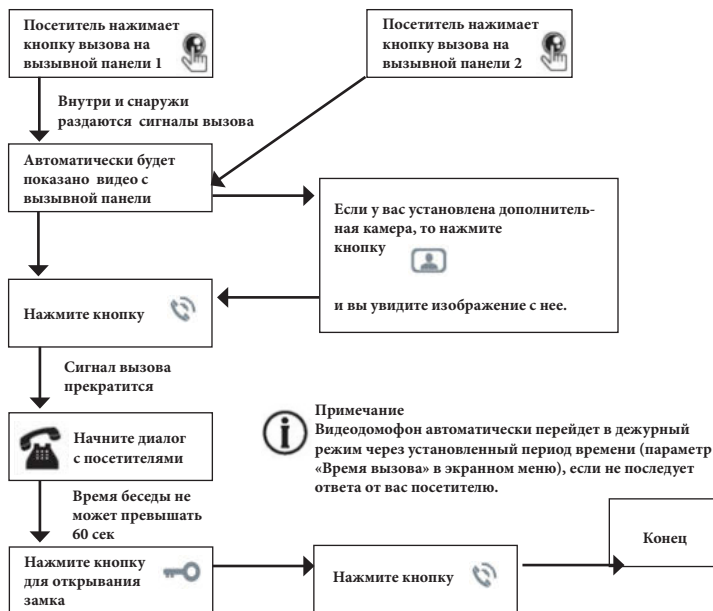 Посетитель нажимает
кнопку вызова на
вызывной панели 1
Посетитель нажимает
кнопку вызова на
вызывной панели 2
Внутри и снаружи
раздаются сигналы вызова
Автоматически будет
показано видео с
вызывной панели
Если у вас установлена дополнитель-
ная камера, то нажмите
кнопку
и вы увидите изображение с нее.
Нажмите кнопку
Сигнал вызова
прекратится
Начните диалог
с посетителями
Примечание
Видеодомофон автоматически перейдет в дежурный
режим через установленный период времени (параметр
«Время вызова» в экранном меню), если не последует
ответа от вас посетителю.
Время беседы не
может превышать
60 сек
Нажмите кнопку
для открывания
замка
Нажмите кнопку
Конец